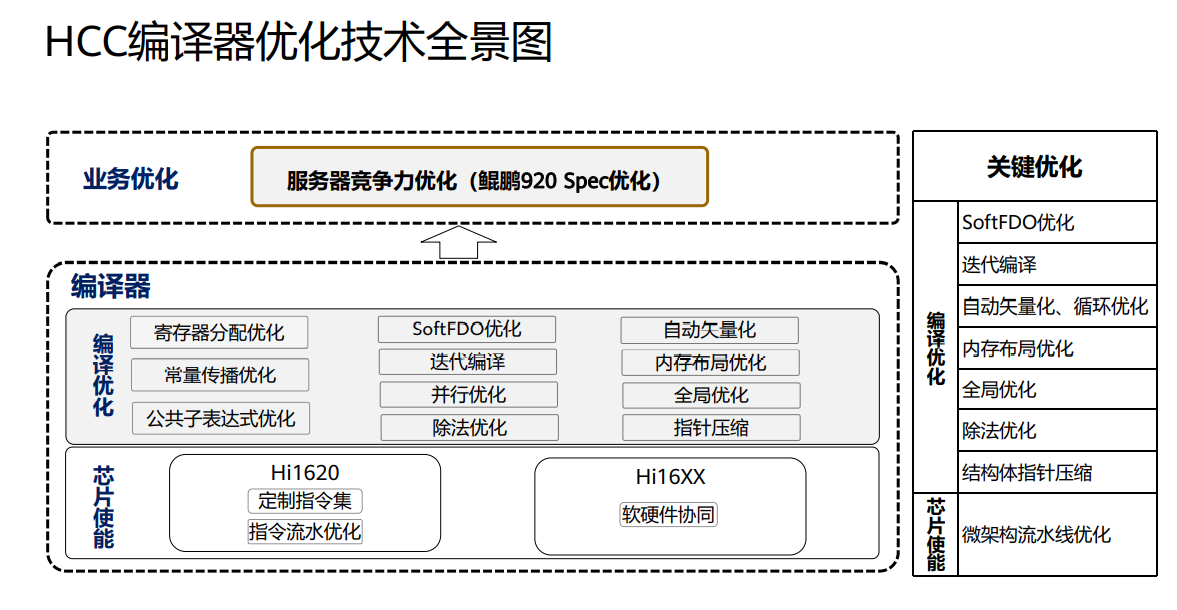 HCC编译器优化技术全景图
业务优化
服务器竞争力优化（鲲鹏920 Spec优化）
编译器
编译优化
寄存器分配优化
常量传播优化
公共子表达式优化
SoftFDO优化
迭代编译
并行优化
除法优化
自动矢量化
内存布局优化
全局优化
指针压缩
芯片使能
Hi1620
定制指令集
指令流水优化
Hi16XX
软硬件协同
关键优化
编译优化
SoftFDO优化
迭代编译
自动矢量化、循环优化
内存布局优化
全局优化
除法优化
结构体指针压缩
芯片使能
微架构流水线优化